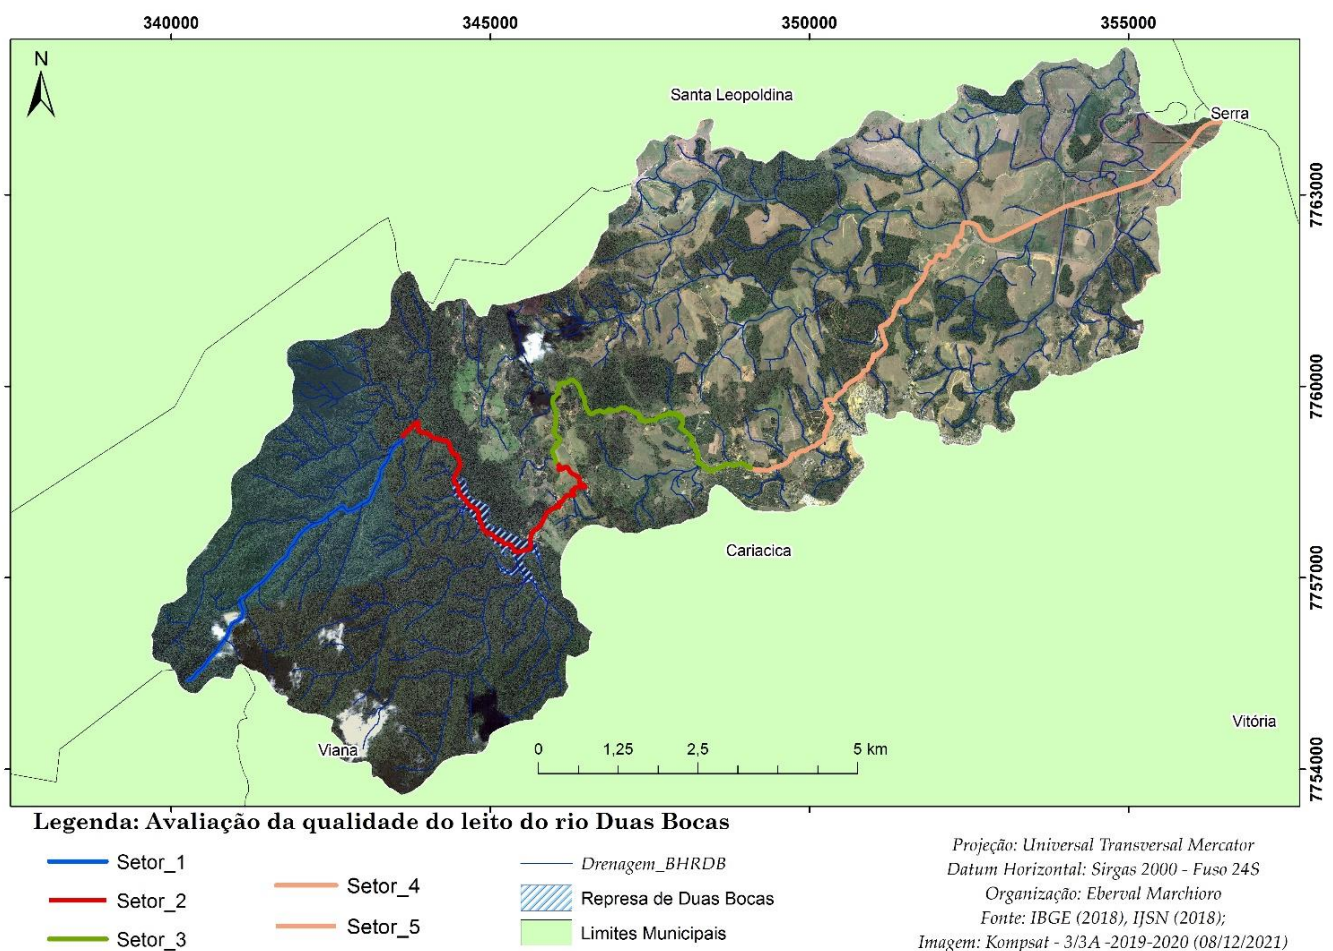 340000 345000 350000 355000
N
Santa Leopoldina
Serra
7763000
7760000
Cariacica
7757000
Vitória
Viana
0 1,25 2,5 5 km
7754000
Legenda: Avaliação da qualidade do leito do rio Duas Bocas
Setor_1
Setor_2
Setor_3
Setor_4
Setor_5
Drenagem_BHRDB
Represa de Duas Bocas
Limites Municipais
Projeção: Universal Transversal Mercator
Datum Horizontal: Sirgas 2000 - Fuso 24S
Organização: Eberval Marchioro
Fonte: IBGE (2018), IJSN (2018);
Imagem: Kompsat - 3/3A -2019-2020 (08/12/2021)